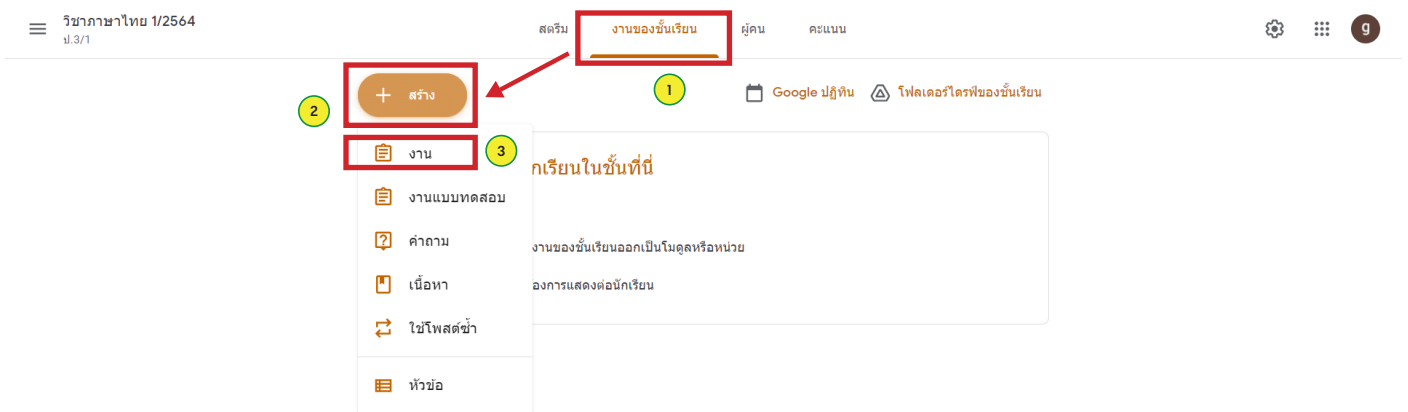 วิชาภาษาไทย 1/2564
ป.3/1
สตรีม งานของชั้นเรียน ผู้คน คะแนน
g
1
Google ปฏิทิน โฟลเดอร์ไดรฟ์ของชั้นเรียน
+ สร้าง
2
งาน
3
กเรียนในชั้นที่นี่
งานแบบทดสอบ
คำถาม
งานของชั้นเรียนออกเป็นโมดูลหรือหน่วย
เนื้อหา
องการแสดงต่อนักเรียน
ใช้โพสต์ซ้ำ
หัวข้อ